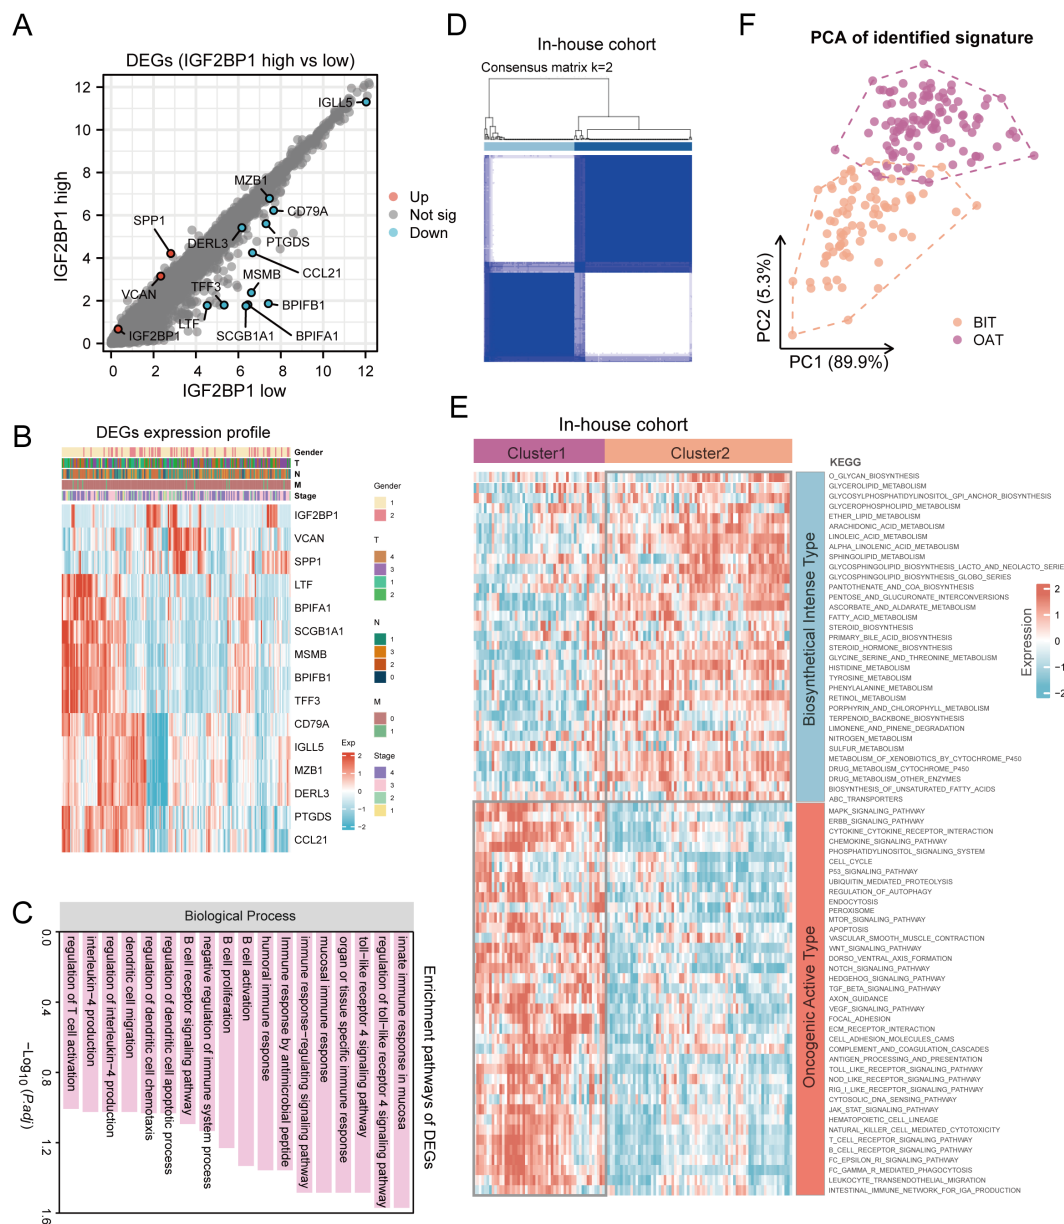 A
DEGs (IGF2BP1 high vs low)
IGF2BP1 high
12
10
8
6
4
2
0
0 2 4 6 8 10 12
IGF2BP1 low
IGLL5
MZB1
CD79A
SPP1
DERL3
PTGDS
CCL21
VCAN
TFF3
MSMB
BPIFB1
IGF2BP1
LTF
SCGB1A1
BPIFA1
Up
Not sig
Down
B
DEGs expression profile
Gender
T
N
M
Stage
IGF2BP1
VCAN
SPP1
LTF
BPIFA1
SCGB1A1
MSMB
BPIFB1
TFF3
CD79A
IGLL5
MZB1
DERL3
PTGDS
CCL21
Exp
2
1
0
−1
−2
Gender
1
2
T
4
3
1
2
N
1
3
2
0
M
0
1
Stage
4
3
2
1
C
Enrichment pathways of DEGs
Biological Process
innate immune response in mucosa
regulation of toll−like receptor 4 signaling pathway
toll−like receptor 4 signaling pathway
organ or tissue specific immune response
mucosal immune response
immune response−regulating signaling pathway
Immune response by antimicrobial peptide
humoral immune response
B cell activation
B cell proliferation
negative regulation of immune system process
B cell receptor signaling pathway
regulation of dendritic cell apoptotic process
regulation of dendritic cell chemotaxis
dendritic cell migration
regulation of interleukin−4 production
interleukin−4 production
regulation of T cell activation
0.0 0.4 0.8 1.2 1.6
−Log10 (Padj)
D
In-house cohort
Consensus matrix k=2
E
In-house cohort
Cluster1
Cluster2
KEGG
Biosynthetical Intense Type
O_GLYCAN_BIOSYNTHESIS
GLYCEROLIPID_METABOLISM
GLYCOSYLPHOSPHATIDYLINOSITOL_GPI_ANCHOR_BIOSYNTHESIS
GLYCEROPHOSPHOLIPID_METABOLISM
ETHER_LIPID_METABOLISM
ARACHIDONIC_ACID_METABOLISM
LINOLEIC_ACID_METABOLISM
ALPHA_LINOLENIC_ACID_METABOLISM
SPHINGOLIPID_METABOLISM
GLYCOSPHINGOLIPID_BIOSYNTHESIS_LACTO_AND_NEOLACTO_SERIE
GLYCOSPHINGOLIPID_BIOSYNTHESIS_GLOBO_SERIES
PANTOTHENATE_AND_COA_BIOSYNTHESIS
PENTOSE_AND_GLUCURONATE_INTERCONVERSIONS
ASCORBATE_AND_ALDARATE_METABOLISM
FATTY_ACID_METABOLISM
STEROID_BIOSYNTHESIS
PRIMARY_BILE_ACID_BIOSYNTHESIS
STEROID_HORMONE_BIOSYNTHESIS
GLYCINE_SERINE_AND_THREONINE_METABOLISM
HISTIDINE_METABOLISM
TYROSINE_METABOLISM
PHENYLALANINE_METABOLISM
RETINOL_METABOLISM
PORPHYRIN_AND_CHLOROPHYLL_METABOLISM
TERPENOID_BACKBONE_BIOSYNTHESIS
LIMONENE_AND_PINENE_DEGRADATION
NITROGEN_METABOLISM
SULFUR_METABOLISM
METABOLISM_OF_XENOBIOTICS_BY_CYTOCHROME_P450
DRUG_METABOLISM_CYTOCHROME_P450
DRUG_METABOLISM_OTHER_ENZYMES
BIOSYNTHESIS_OF_UNSATURATED_FATTY_ACIDS
ABC_TRANSPORTERS
Oncogenic Active Type
MAPK_SIGNALING_PATHWAY
ERBB_SIGNALING_PATHWAY
CYTOKINE_CYTOKINE_RECEPTOR_INTERACTION
CHEMOKINE_SIGNALING_PATHWAY
PHOSPHATIDYLINOSITOL_SIGNALING_SYSTEM
CELL_CYCLE
P53_SIGNALING_PATHWAY
UBIQUITIN_MEDIATED_PROTEOLYSIS
REGULATION_OF_AUTOPHAGY
ENDOCYTOSIS
PEROXISOME
MTOR_SIGNALING_PATHWAY
APOPTOSIS
VASCULAR_SMOOTH_MUSCLE_CONTRACTION
WNT_SIGNALING_PATHWAY
DORSO_VENTRAL_AXIS_FORMATION
NOTCH_SIGNALING_PATHWAY
HEDGEHOG_SIGNALING_PATHWAY
TGF_BETA_SIGNALING_PATHWAY
AXON_GUIDANCE
VEGF_SIGNALING_PATHWAY
FOCAL_ADHESION
ECM_RECEPTOR_INTERACTION
CELL_ADHESION_MOLECULES_CAMS
COMPLEMENT_AND_COAGULATION_CASCADES
ANTIGEN_PROCESSING_AND_PRESENTATION
TOLL_LIKE_RECEPTOR_SIGNALING_PATHWAY
NOD_LIKE_RECEPTOR_SIGNALING_PATHWAY
RIG_I_LIKE_RECEPTOR_SIGNALING_PATHWAY
CYTOSOLIC_DNA_SENSING_PATHWAY
JAK_STAT_SIGNALING_PATHWAY
HEMATOPOIETIC_CELL_LINEAGE
NATURAL_KILLER_CELL_MEDIATED_CYTOTOXICITY
T_CELL_RECEPTOR_SIGNALING_PATHWAY
B_CELL_RECEPTOR_SIGNALING_PATHWAY
FC_EPSILON_RI_SIGNALING_PATHWAY
FC_GAMMA_R_MEDIATED_PHAGOCYTOSIS
LEUKOCYTE_TRANSENDOTHELIAL_MIGRATION
INTESTINAL_IMMUNE_NETWORK_FOR_IGA_PRODUCTION
Expression
2
1
0
−1
−2
F
PCA of identified signature
PC2 (5.3%)
PC1 (89.9%)
BIT
OAT